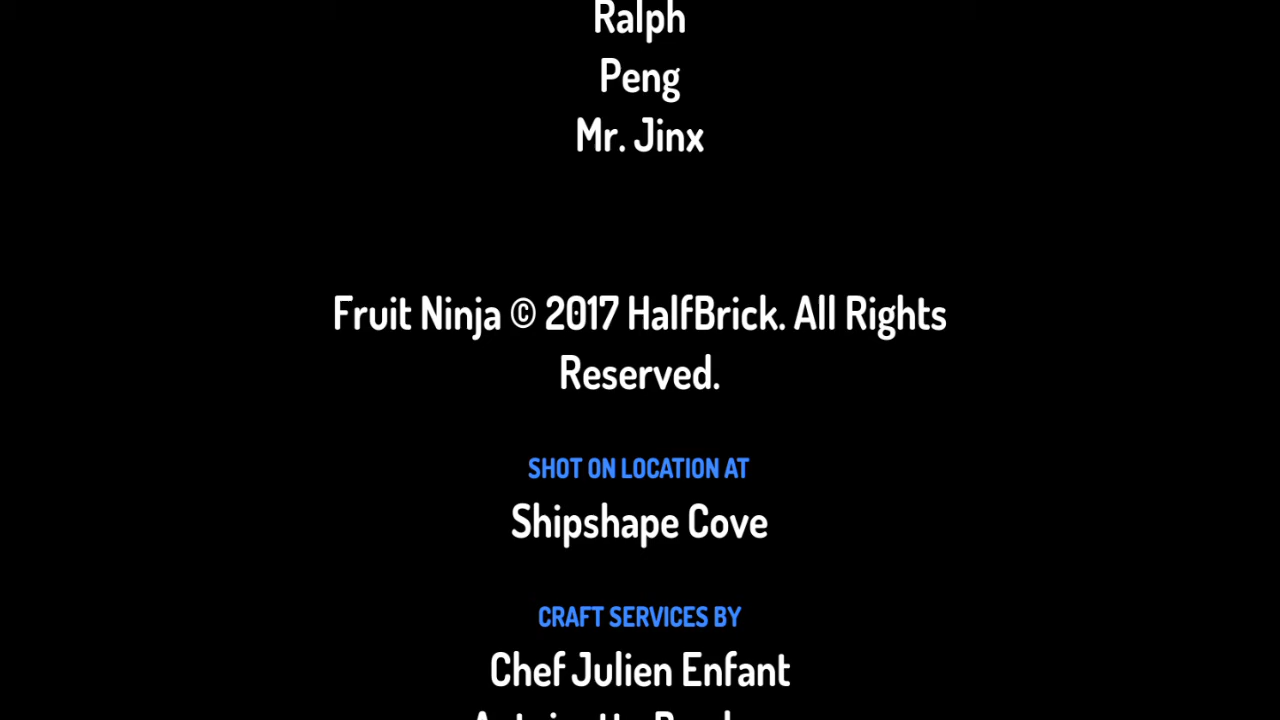 Ralph
Peng
Mr. Jinx
Fruit Ninja © 2017 HalfBrick. All Rights
Reserved.
SHOT ON LOCATION AT
Shipshape Cove
CRAFT SERVICES BY
Chef Julien Enfant